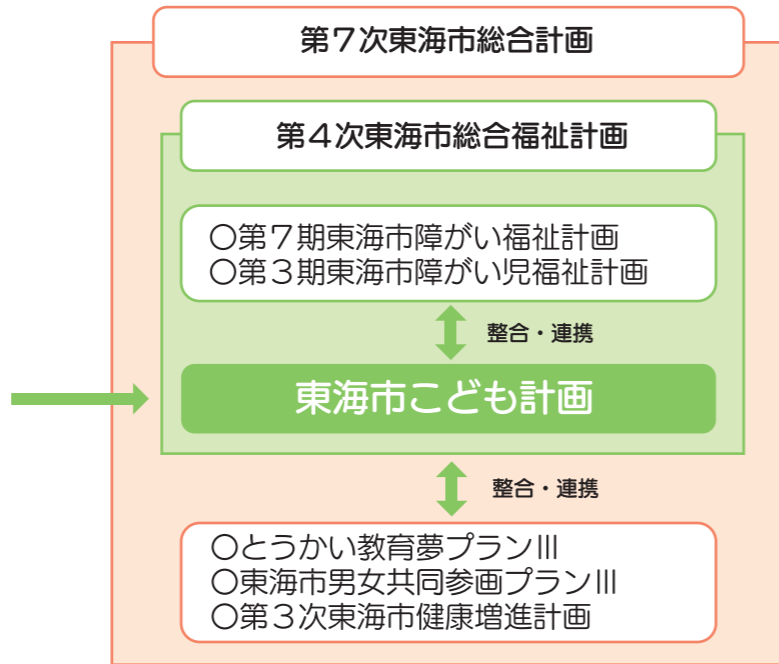 第７次東海市総合計画
第４次東海市総合福祉計画
〇第７期東海市障がい福祉計画
〇第３期東海市障がい児福祉計画
整合・連携
東海市こども計画
整合・連携
〇とうかい教育夢プランⅢ
〇東海市男女共同参画プランⅢ
〇第３次東海市健康増進計画